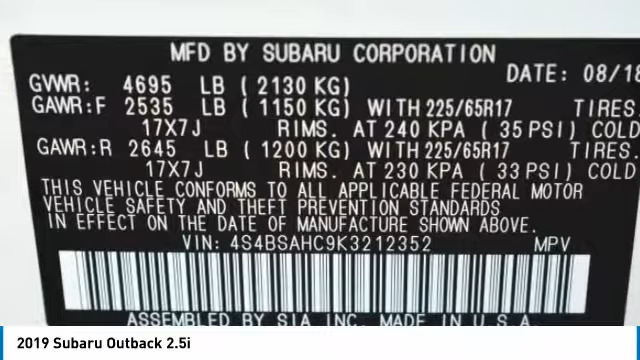 MFD BY SUBARU CORPORATION
DATE: 08/18
GVWR: 4695 LB ( 2130 KG)
GAWR:F 2535 LB ( 1150 KG) WITH 225/65R17 TIRES.
17X7J RIMS. AT 240 KPA ( 35 PSI) COLD
GAWR:R 2645 LB ( 1200 KG) WITH 225/65R17 TIRES.
17X7J RIMS. AT 230 KPA ( 33 PSI) COLD
THIS VEHICLE CONFORMS TO ALL APPLICABLE FEDERAL MOTOR
VEHICLE SAFETY AND THEFT PREVENTION STANDARDS
IN EFFECT ON THE DATE OF MANUFACTURE SHOWN ABOVE.
VIN: 4S4BSAHC9K3212352 MPV
ASSEMBLED BY SIA INC. MADE IN U.S.A.
2019 Subaru Outback 2.5i